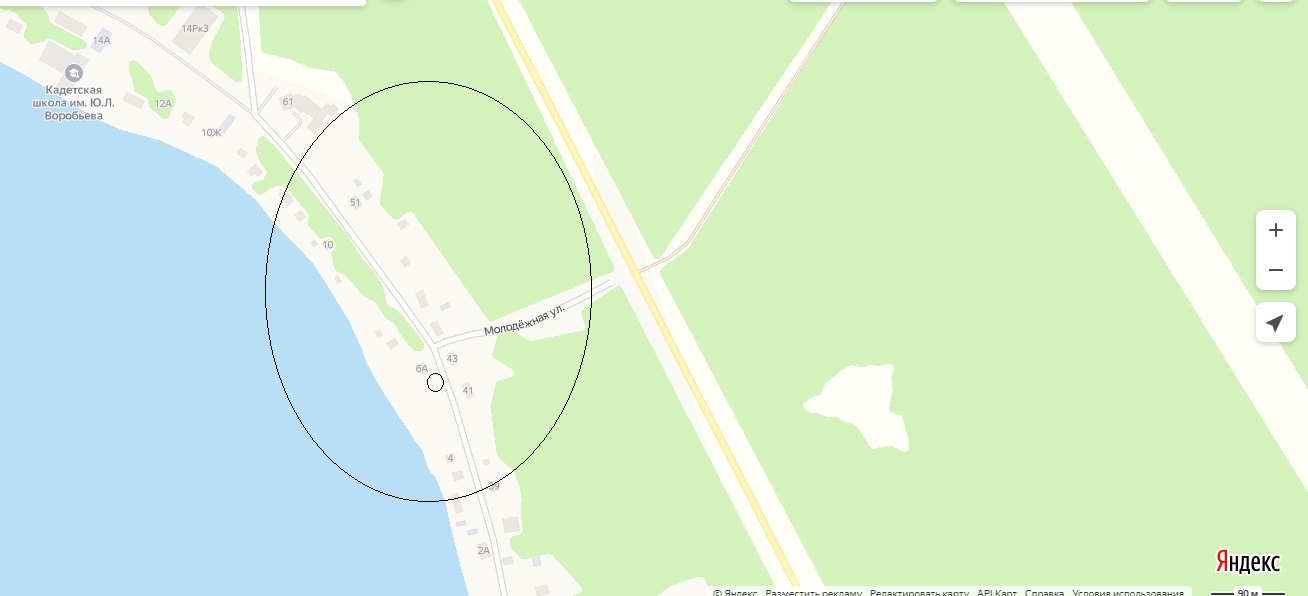 14Рк3
14А
Кадетская
школа им. Ю.Л.
Воробьева
12А
61
10Ж
51
10
Молодёжная ул.
43
6А
41
4
39
2А
Яндекс
© Яндекс Разместить рекламу Редактировать карту API Карт Справка Условия использования
90 м